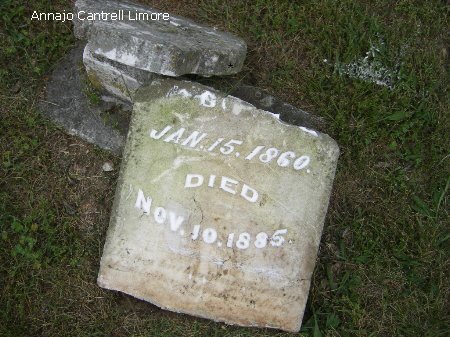 Annajo Cantrell Limore
JAN. 15. 1860.
DIED
NOV. 10. 1885.